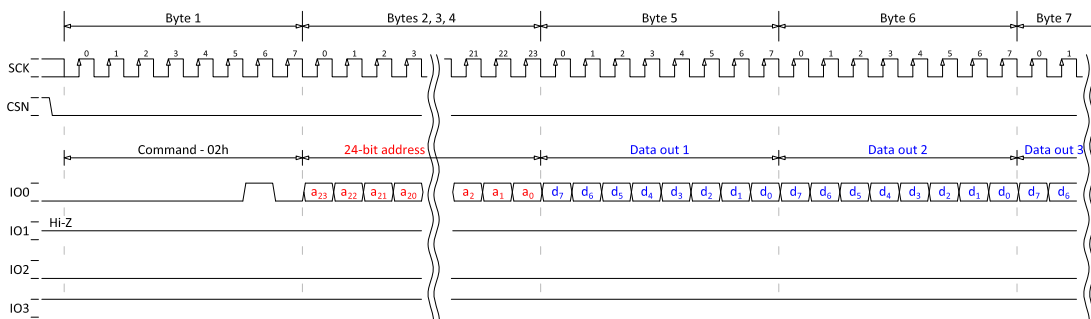 Byte 1 Bytes 2, 3, 4 Byte 5 Byte 6 Byte 7
0 1 2 3 4 5 6 7 0 1 2 3 21 22 23 0 1 2 3 4 5 6 7 0 1 2 3 4 5 6 7 0 1
SCK
CSN
Command - 02h 24-bit address Data out 1 Data out 2 Data out 3
IO0 a23 a22 a21 a20 a2 a1 a0 d7 d6 d5 d4 d3 d2 d1 d0 d7 d6 d5 d4 d3 d2 d1 d0 d7 d6
Hi-Z
IO1
IO2
IO3